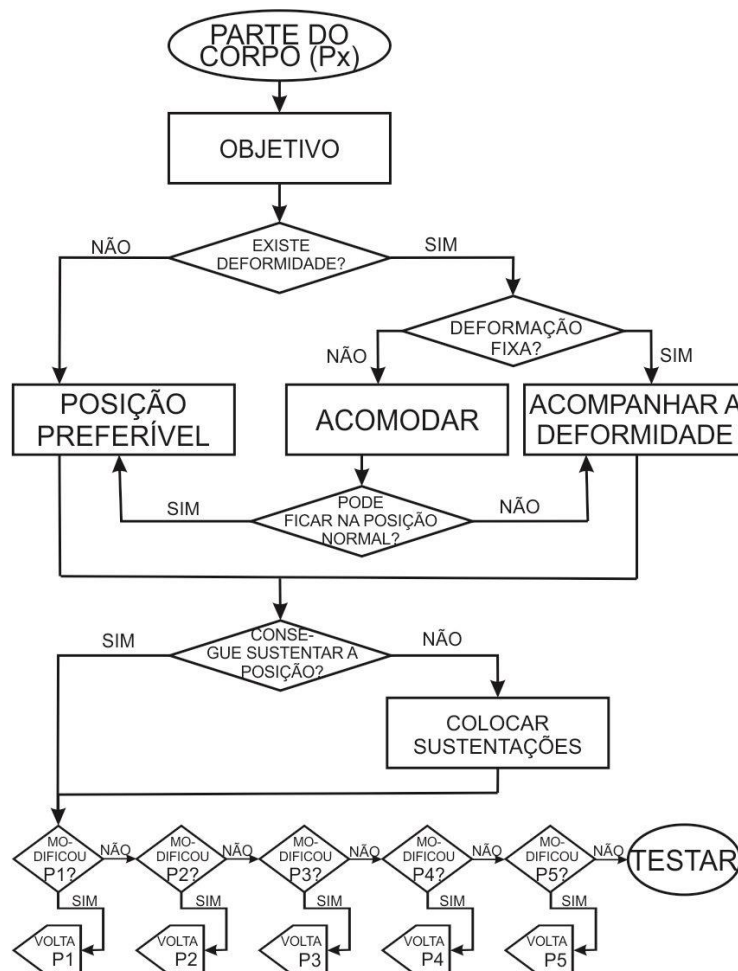 PARTE DO
CORPO (Px)
OBJETIVO
NÃO
EXISTE
DEFORMIDADE?
SIM
DEFORMAÇÃO
FIXA?
NÃO
SIM
POSIÇÃO
PREFERÍVEL
ACOMODAR
ACOMPANHAR A
DEFORMIDADE
SIM
PODE
FICAR NA POSIÇÃO
NORMAL?
NÃO
SIM
CONSE-
GUE SUSTENTAR A
POSIÇÃO?
NÃO
COLOCAR
SUSTENTAÇÕES
MO-
DIFICOU
P1?
NÃO
MO-
DIFICOU
P2?
NÃO
MO-
DIFICOU
P3?
NÃO
MO-
DIFICOU
P4?
NÃO
MO-
DIFICOU
P5?
NÃO
TESTAR
SIM
SIM
SIM
SIM
SIM
VOLTA
P1
VOLTA
P2
VOLTA
P3
VOLTA
P4
VOLTA
P5